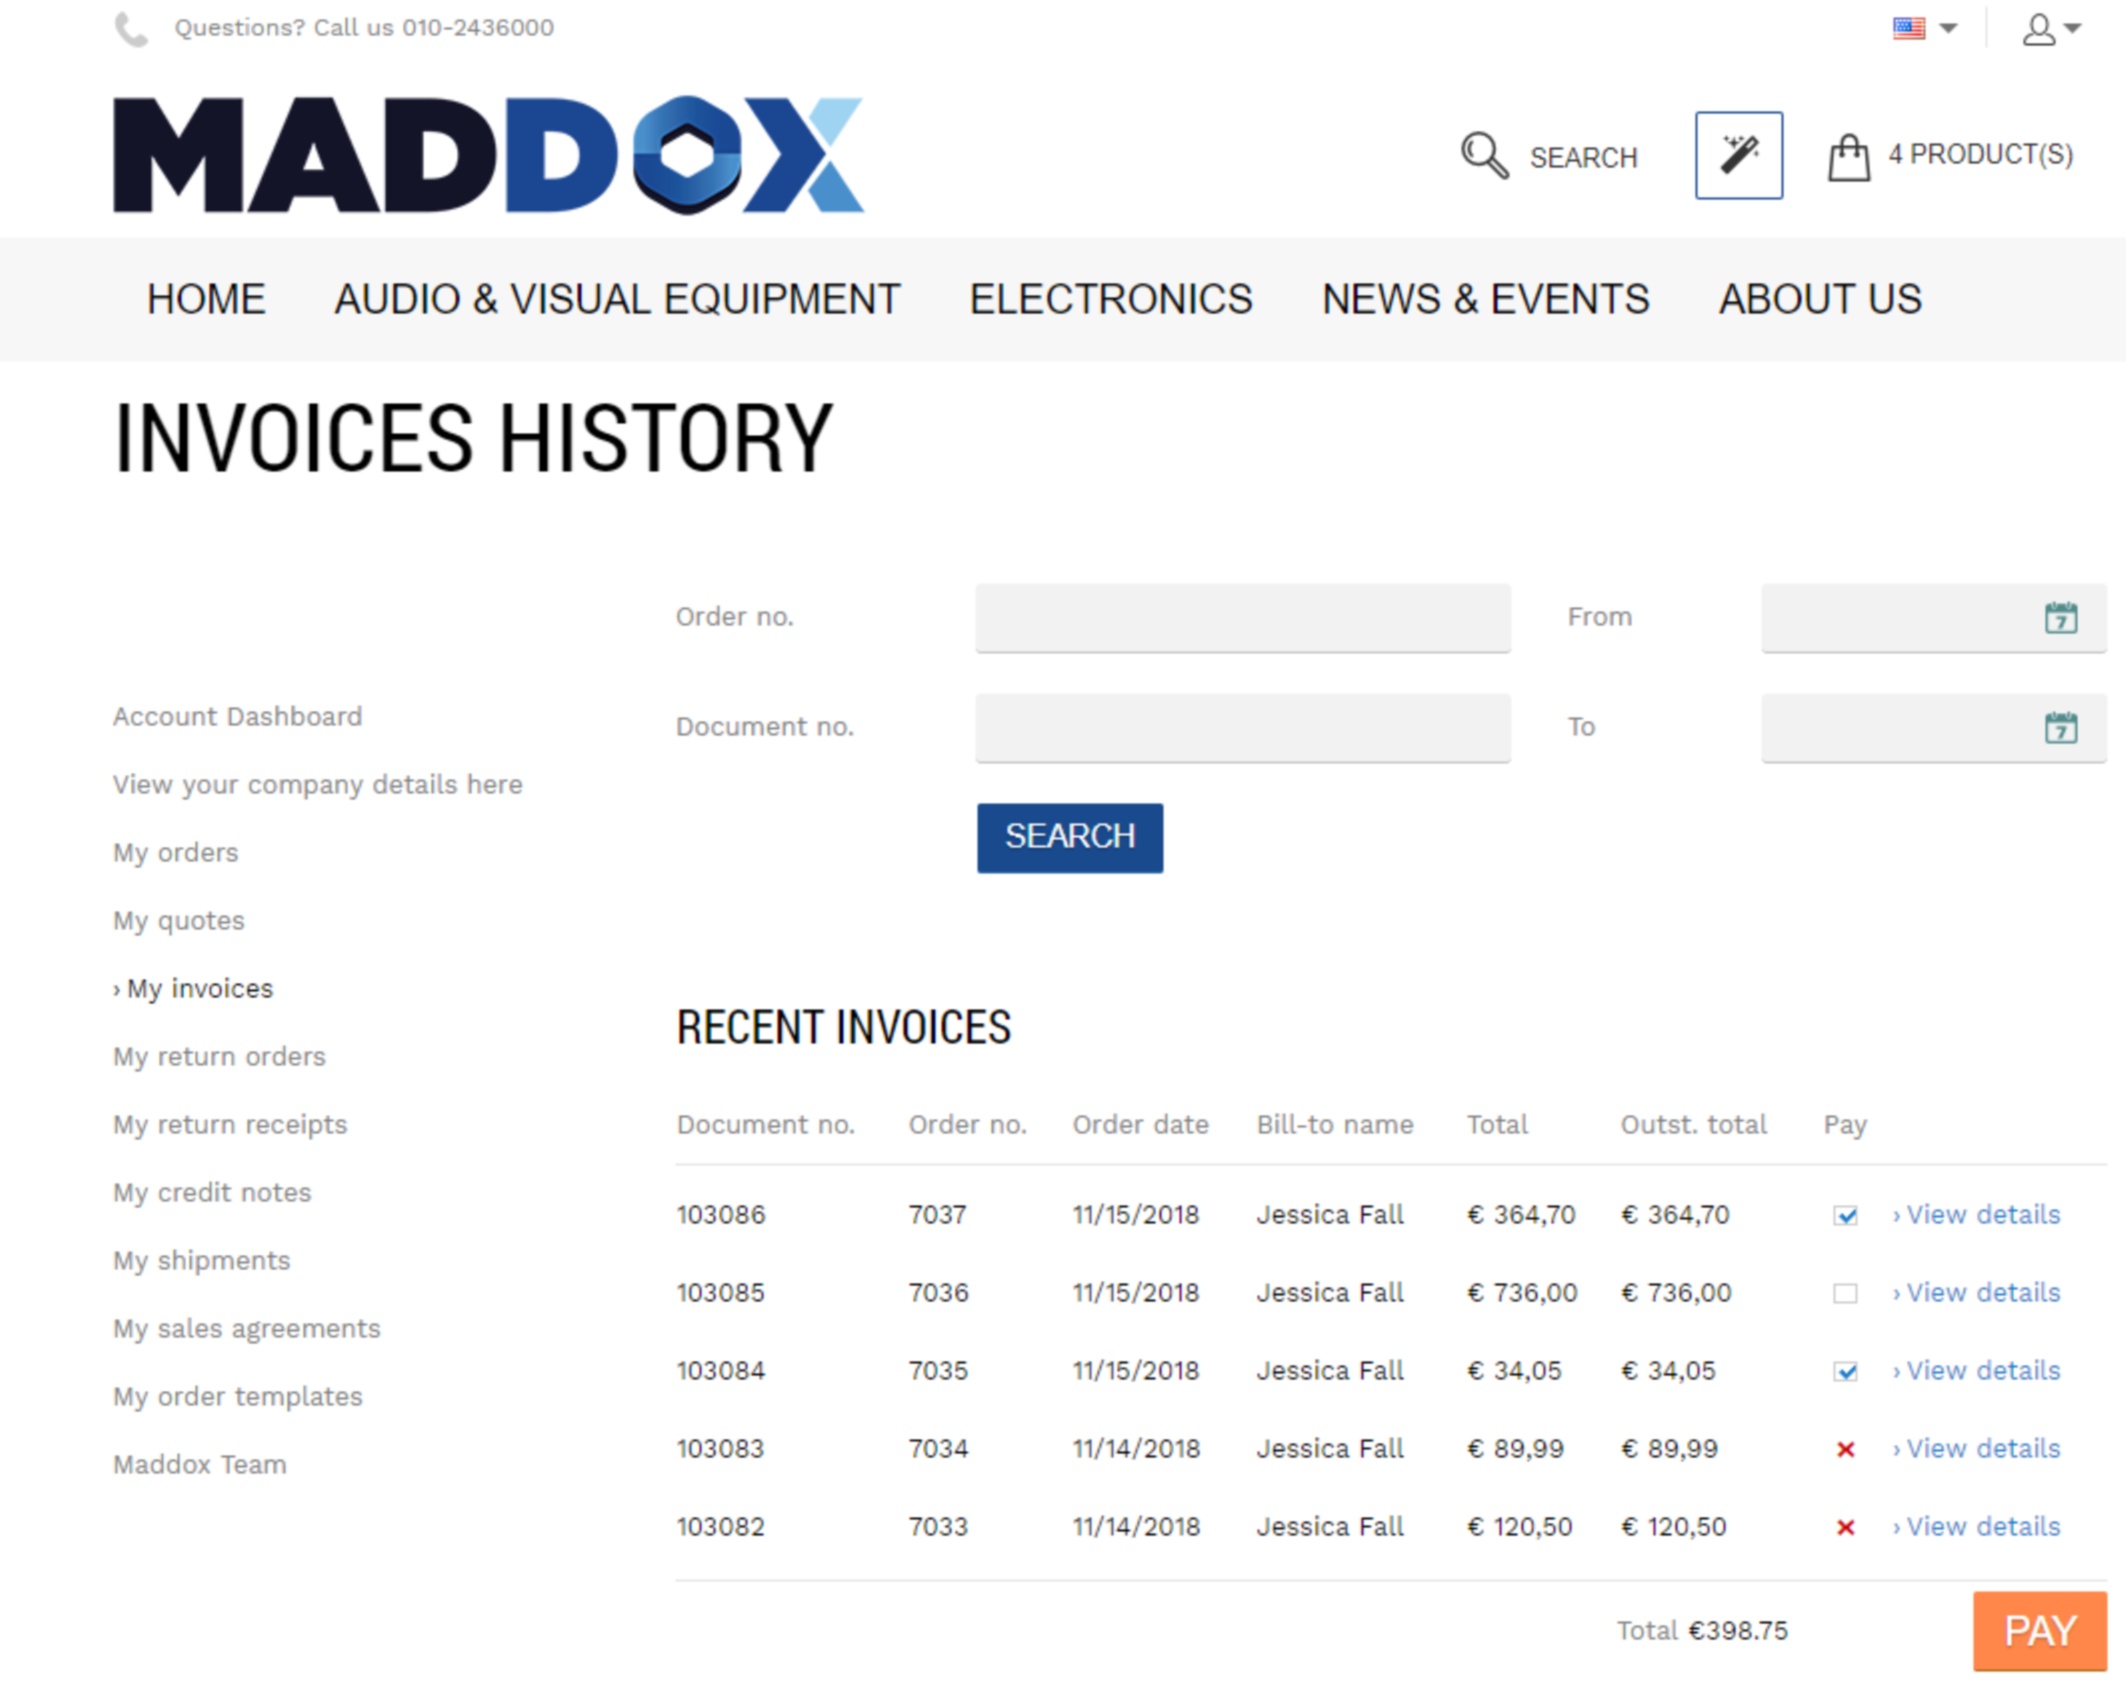 Questions? Call us 010-2436000
MADDOX
SEARCH
4 PRODUCT(S)
HOME AUDIO & VISUAL EQUIPMENT ELECTRONICS NEWS & EVENTS ABOUT US
INVOICES HISTORY
Order no. From
7
Document no. To
7
SEARCH
Account Dashboard
View your company details here
My orders
My quotes
› My invoices
My return orders
My return receipts
My credit notes
My shipments
My sales agreements
My order templates
Maddox Team
RECENT INVOICES
Document no. Order no. Order date Bill-to name Total Outst. total Pay
103086 7037 11/15/2018 Jessica Fall € 364,70 € 364,70 › View details
103085 7036 11/15/2018 Jessica Fall € 736,00 € 736,00 › View details
103084 7035 11/15/2018 Jessica Fall € 34,05 € 34,05 › View details
103083 7034 11/14/2018 Jessica Fall € 89,99 € 89,99 › View details
103082 7033 11/14/2018 Jessica Fall € 120,50 € 120,50 › View details
Total €398.75
PAY